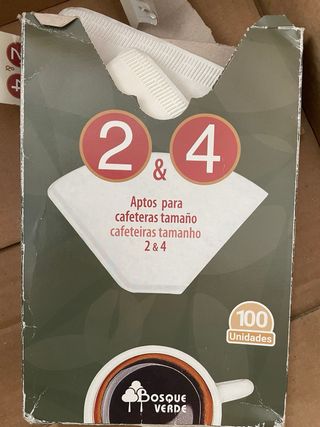 2 & 4
Aptos para
cafeteras tamaño
cafeteiras tamanho
2 & 4
100
Unidades
BOSQUE
VERDE